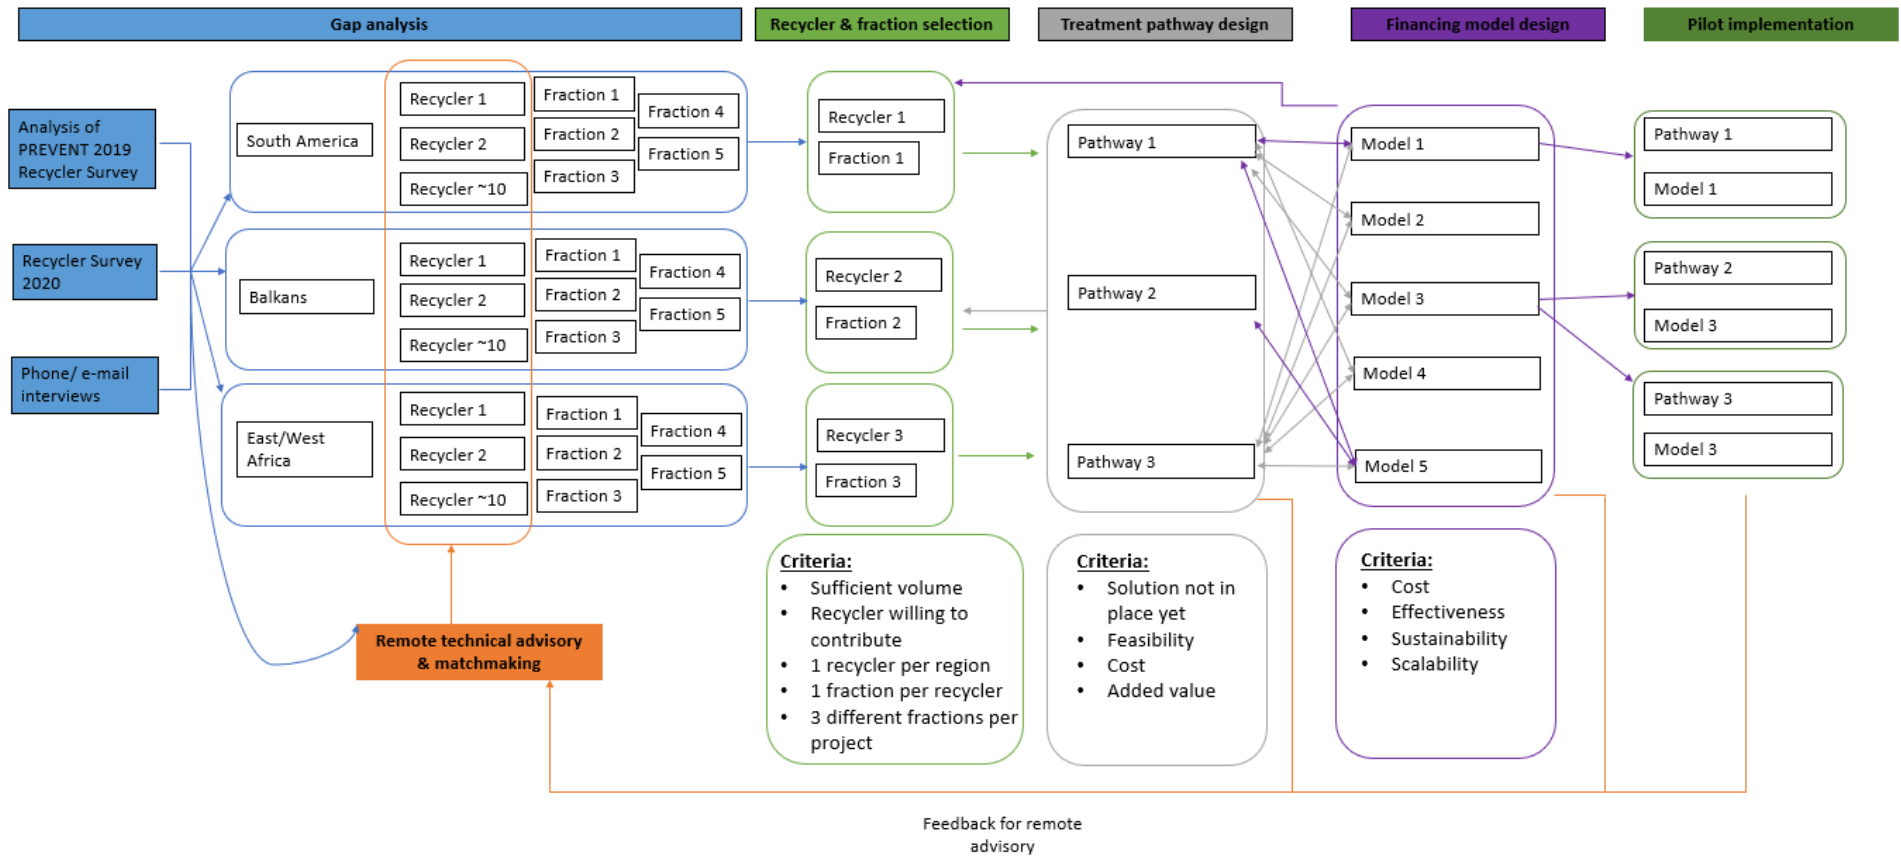 Gap analysis
Recycler & fraction selection
Treatment pathway design
Financing model design
Pilot implementation
Analysis of
PREVENT 2019
Recycler Survey
Recycler Survey
2020
Phone/ e-mail
interviews
South America
Recycler 1
Recycler 2
Recycler ~10
Fraction 1
Fraction 2
Fraction 3
Fraction 4
Fraction 5
Balkans
Recycler 1
Recycler 2
Recycler ~10
Fraction 1
Fraction 2
Fraction 3
Fraction 4
Fraction 5
East/West
Africa
Recycler 1
Recycler 2
Recycler ~10
Fraction 1
Fraction 2
Fraction 3
Fraction 4
Fraction 5
Remote technical advisory
& matchmaking
Recycler 1
Fraction 1
Recycler 2
Fraction 2
Recycler 3
Fraction 3
Criteria:
• Sufficient volume
• Recycler willing to
contribute
• 1 recycler per region
• 1 fraction per recycler
• 3 different fractions per
project
Pathway 1
Pathway 2
Pathway 3
Criteria:
• Solution not in
place yet
• Feasibility
• Cost
• Added value
Model 1
Model 2
Model 3
Model 4
Model 5
Criteria:
• Cost
• Effectiveness
• Sustainability
• Scalability
Pathway 1
Model 1
Pathway 2
Model 3
Pathway 3
Model 3
Feedback for remote
advisory